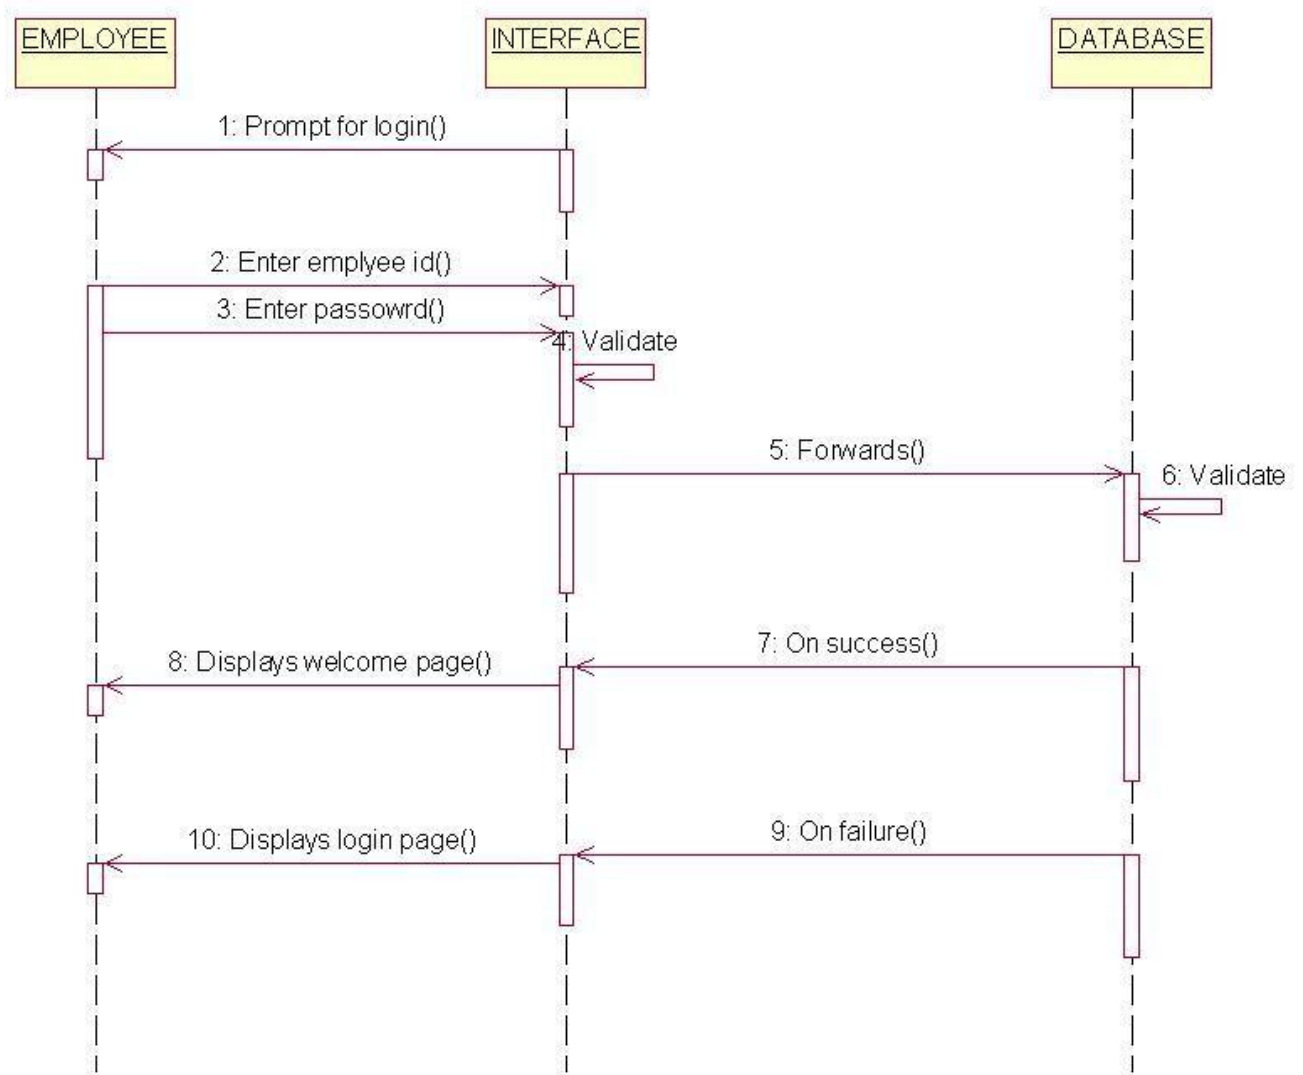 EMPLOYEE
INTERFACE
DATABASE
1: Prompt for login()
2: Enter emplyee id()
3: Enter passowrd()
4: Validate
5: Forwards()
6: Validate
7: On success()
8: Displays welcome page()
9: On failure()
10: Displays login page()